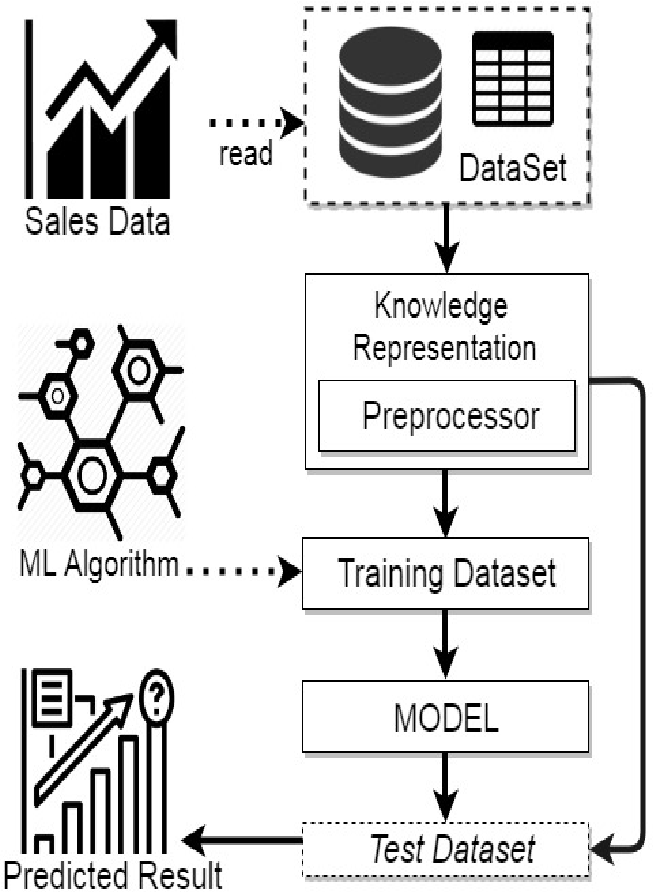 Sales Data
read
DataSet
Knowledge
Representation
Preprocessor
ML Algorithm
Training Dataset
MODEL
?
Test Dataset
Predicted Result